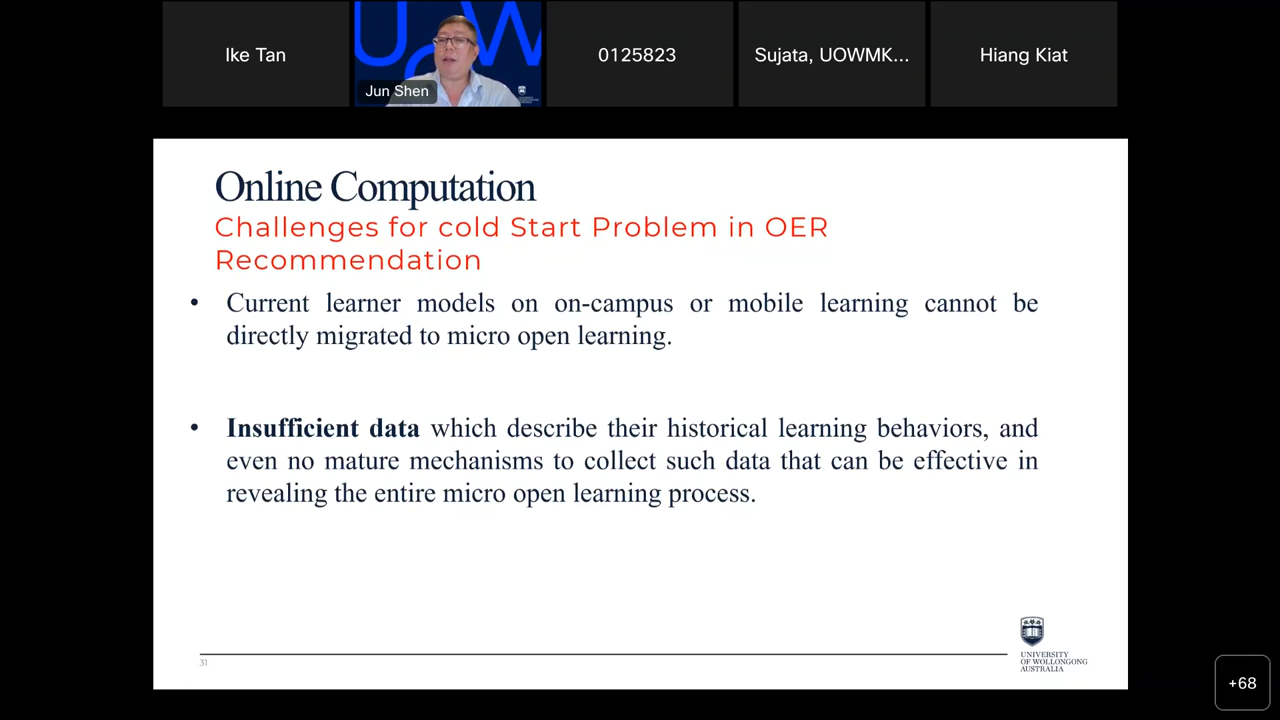 Ike Tan
UOW
Jun Shen
0125823
Sujata, UOWMK...
Hiang Kiat
Online Computation
Challenges for cold Start Problem in OER
Recommendation
• Current learner models on on-campus or mobile learning cannot be
directly migrated to micro open learning.
• Insufficient data which describe their historical learning behaviors, and
even no mature mechanisms to collect such data that can be effective in
revealing the entire micro open learning process.
31
UNIVERSITY
OF WOLLONGONG
AUSTRALIA
+68